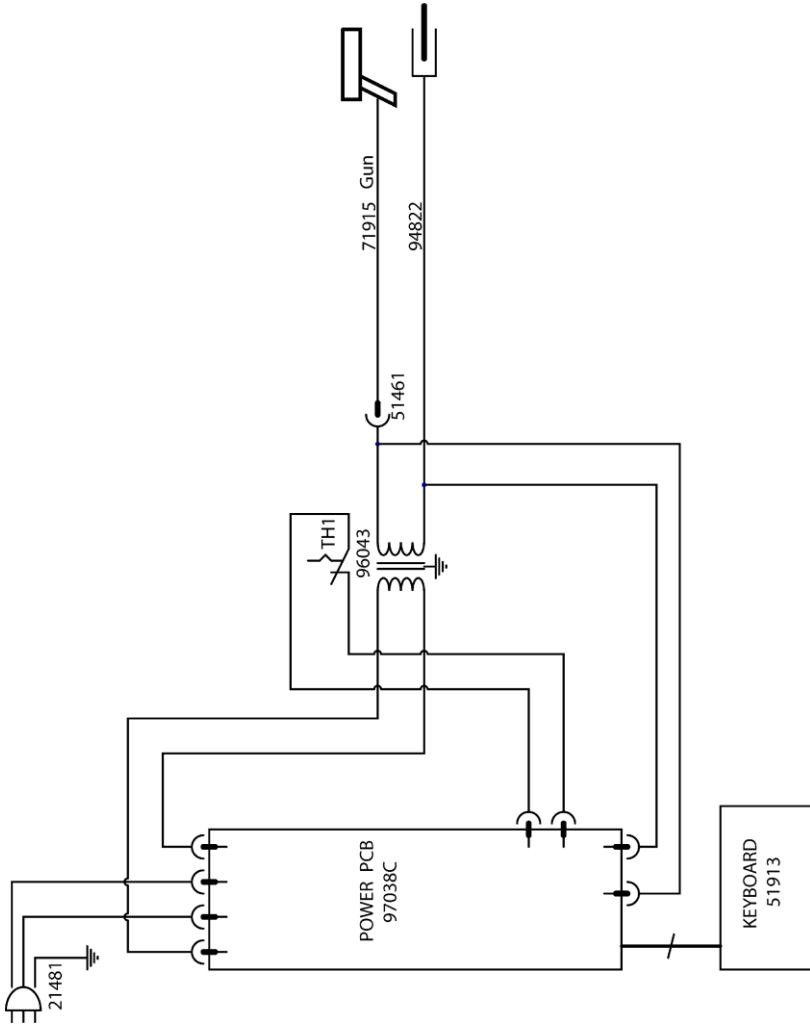 71915 Gun
94822
51461
TH1
96043
POWER PCB
97038C
KEYBOARD
51913
21481